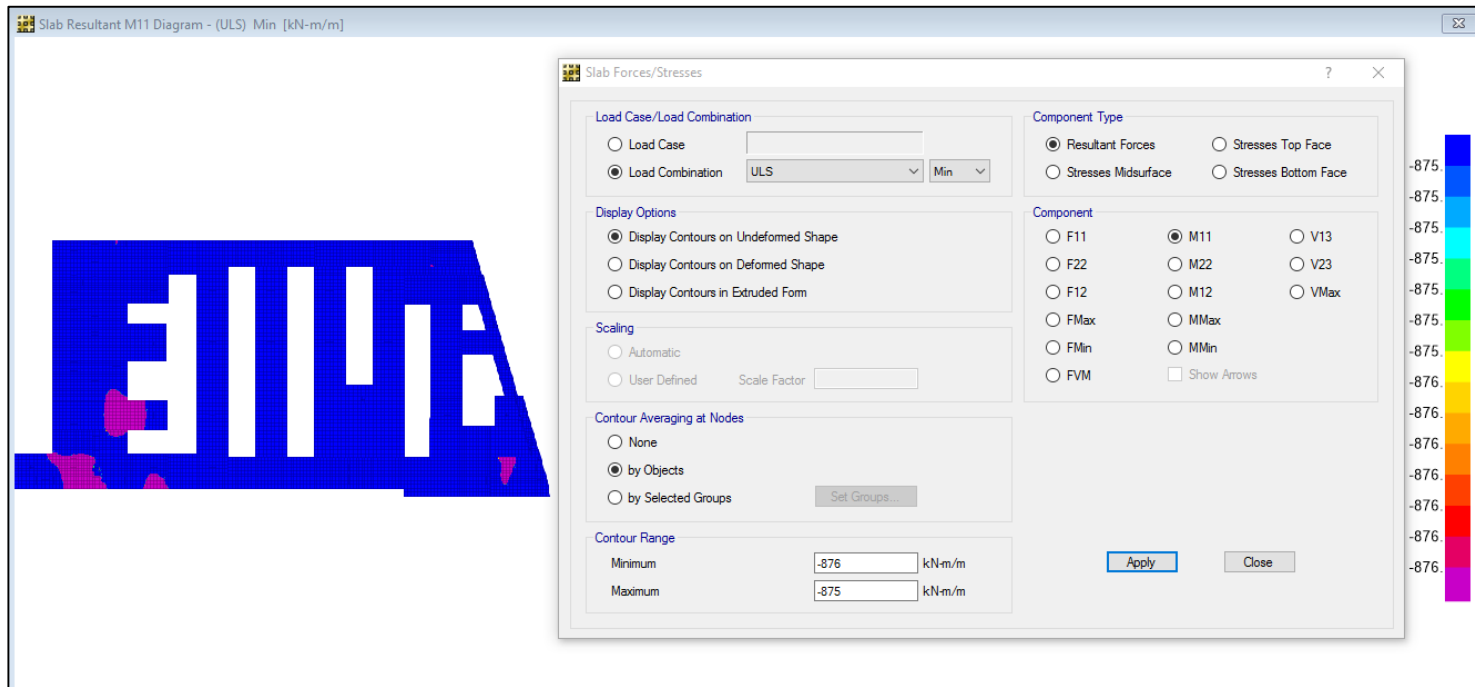 Slab Resultant M11 Diagram - (ULS) Min [kN-m/m]
Slab Forces/Stresses
?
Load Case/Load Combination
Load Case
Load Combination
ULS
Min
Display Options
Display Contours on Undeformed Shape
Display Contours on Deformed Shape
Display Contours in Extruded Form
Scaling
Automatic
User Defined
Scale Factor
Contour Averaging at Nodes
None
by Objects
by Selected Groups
Set Groups...
Contour Range
Minimum
-876
kN-m/m
Maximum
-875
kN-m/m
Component Type
Resultant Forces
Stresses Top Face
Stresses Midsurface
Stresses Bottom Face
Component
F11
M11
V13
F22
M22
V23
F12
M12
VMax
FMax
MMax
FMin
MMin
FVM
Show Arrows
Apply
Close
-875.
-875.
-875.
-875.
-875.
-875.
-875.
-876.
-876.
-876.
-876.
-876.
-876.
-876.